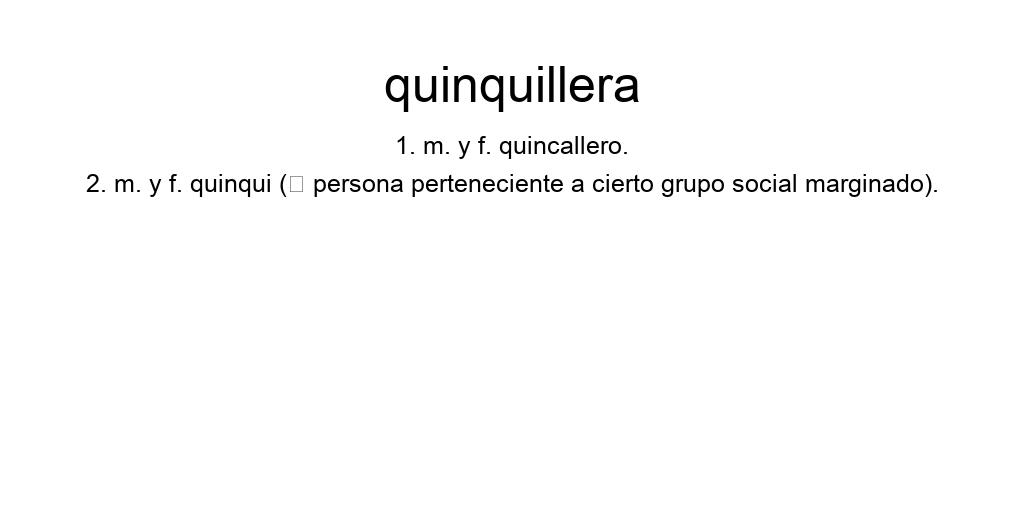 quinquillera
1. m. y f. quincallero.
2. m. y f. quinqui (▯ persona perteneciente a cierto grupo social marginado).